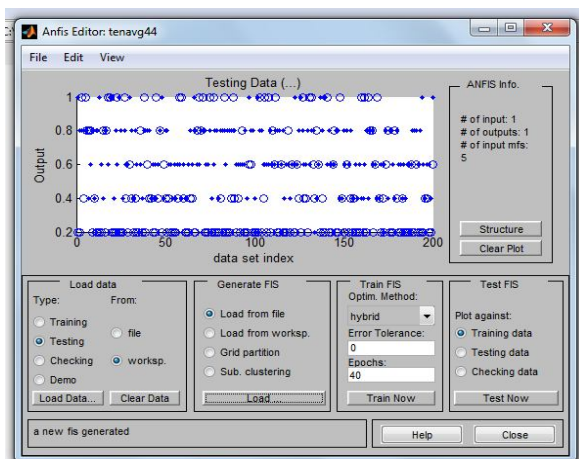 Anfis Editor: tenavg44
File Edit View
Testing Data (...)
Output
1
0.8
0.6
0.4
0.2
0 50 100 150 200
data set index
ANFIS Info.
# of input: 1
# of outputs: 1
# of input mfs:
5
Structure
Clear Plot
Load data
Type: From:
Training
Testing
Checking
Demo
file
worksp.
Load Data...
Clear Data
Generate FIS
Load from file
Load from worksp.
Grid partition
Sub. clustering
Load ...
Train FIS
Optim. Method:
hybrid
Error Tolerance:
0
Epochs:
40
Train Now
Test FIS
Plot against:
Training data
Testing data
Checking data
Test Now
a new fis generated
Help
Close